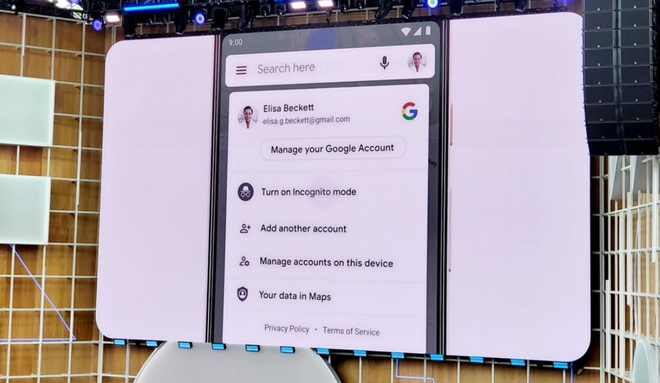 9:00
Search here
Elisa Beckett
elisa.g.beckett@gmail.com
Manage your Google Account
Turn on Incognito mode
Add another account
Manage accounts on this device
Your data in Maps
Privacy Policy • Terms of Service